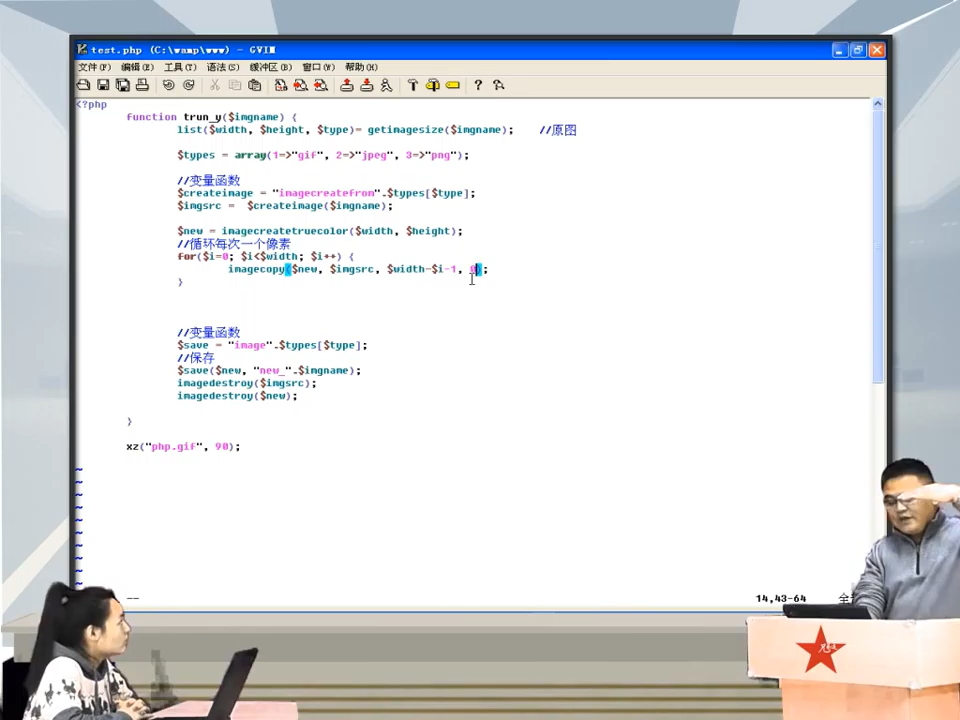 test.php (C:\wamp\www) - GVIM
文件(F) 编辑(E) 工具(T) 语法(S) 缓冲区(B) 窗口(W) 帮助(H)
<?php
function trun_y($imgname) {
list($width, $height, $type)= getimagesize($imgname); //原图
$types = array(1=>"gif", 2=>"jpeg", 3=>"png");
//变量函数
$createimage = "imagecreatefrom".$types[$type];
$imgsrc = $createimage($imgname);
$new = imagecreatetruecolor($width, $height);
//循环每次一个像素
for($i=0; $i<$width; $i++) {
imagecopy($new, $imgsrc, $width-$i-1, 0);
}
//变量函数
$save = "image".$types[$type];
//保存
$save($new, "new_".$imgname);
imagedestroy($imgsrc);
imagedestroy($new);
}
xz("php.gif", 90);
~
~
~
~
~
~
~
~
~
~
-- 14,43-64